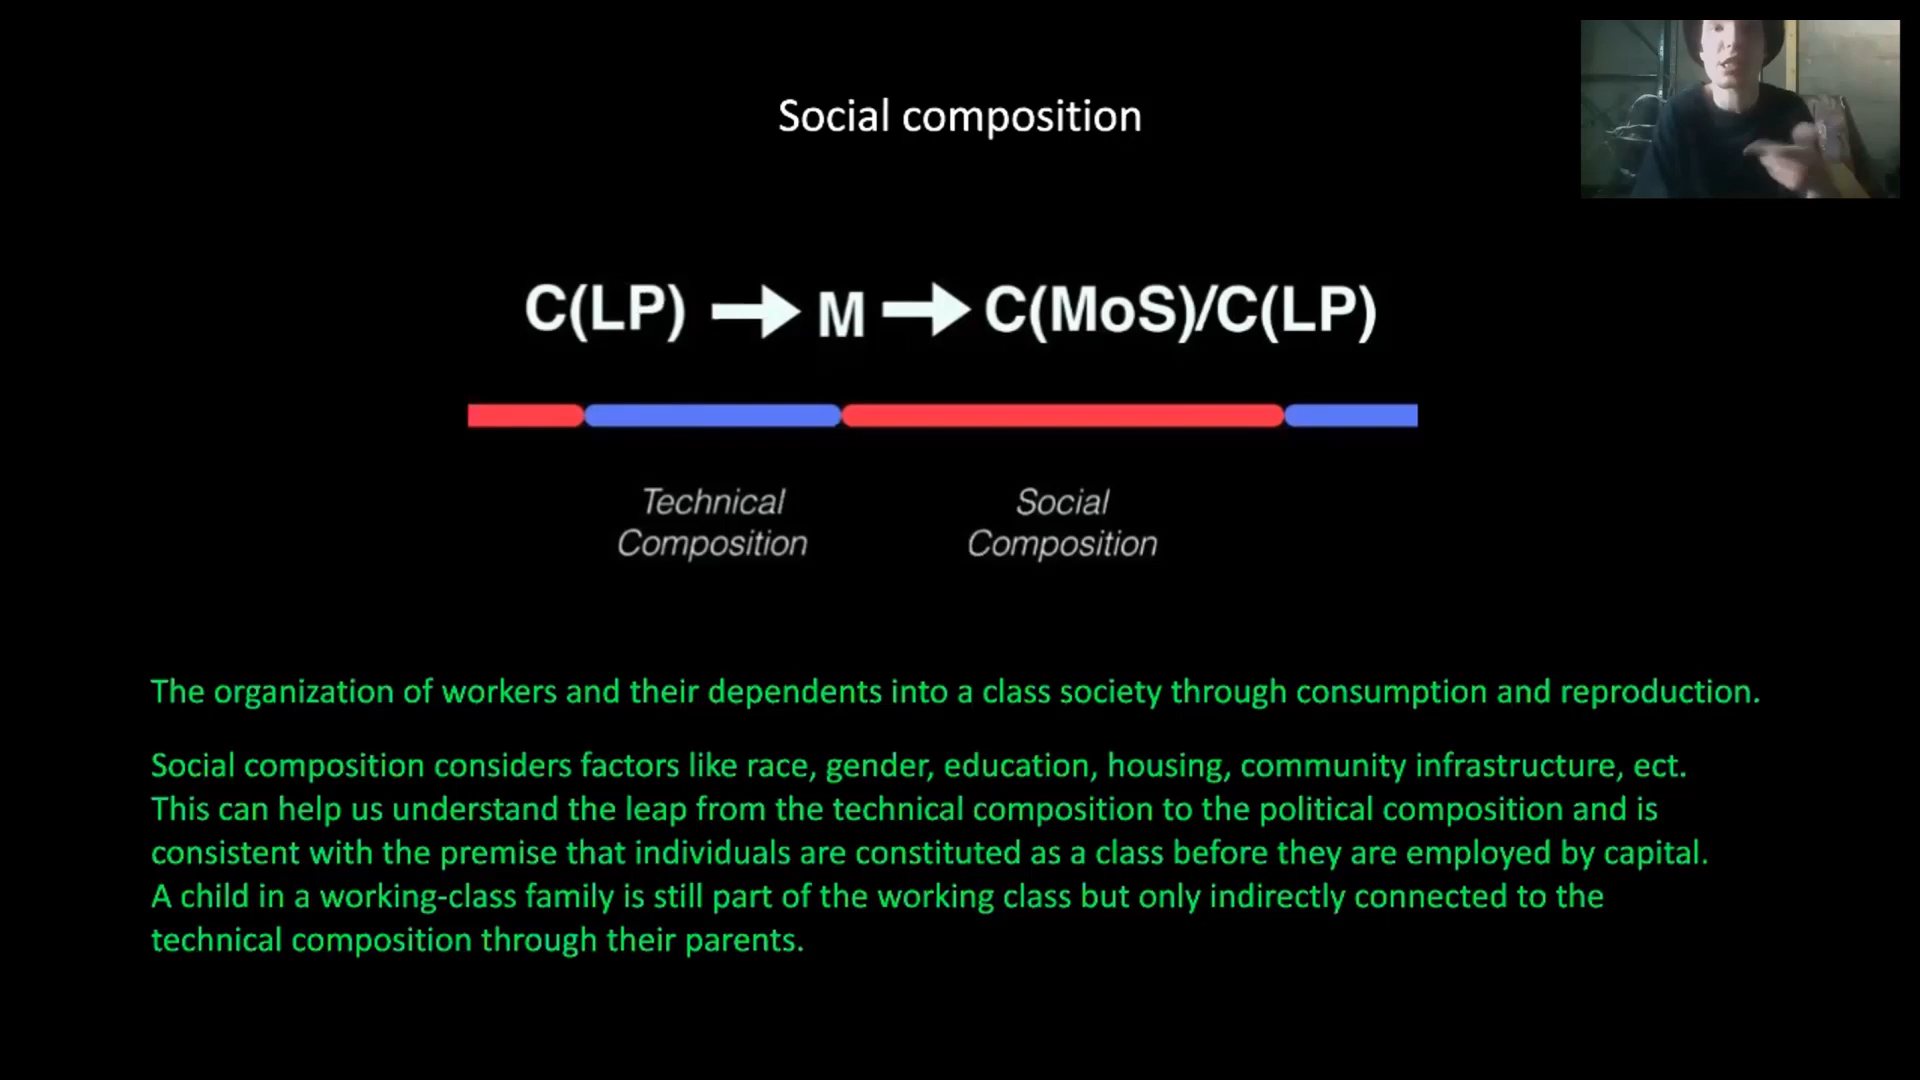 Social composition
C(LP) → M → C(MoS)/C(LP)
Technical
Composition
Social
Composition
The organization of workers and their dependents into a class society through consumption and reproduction.
Social composition considers factors like race, gender, education, housing, community infrastructure, ect.
This can help us understand the leap from the technical composition to the political composition and is
consistent with the premise that individuals are constituted as a class before they are employed by capital.
A child in a working-class family is still part of the working class but only indirectly connected to the
technical composition through their parents.